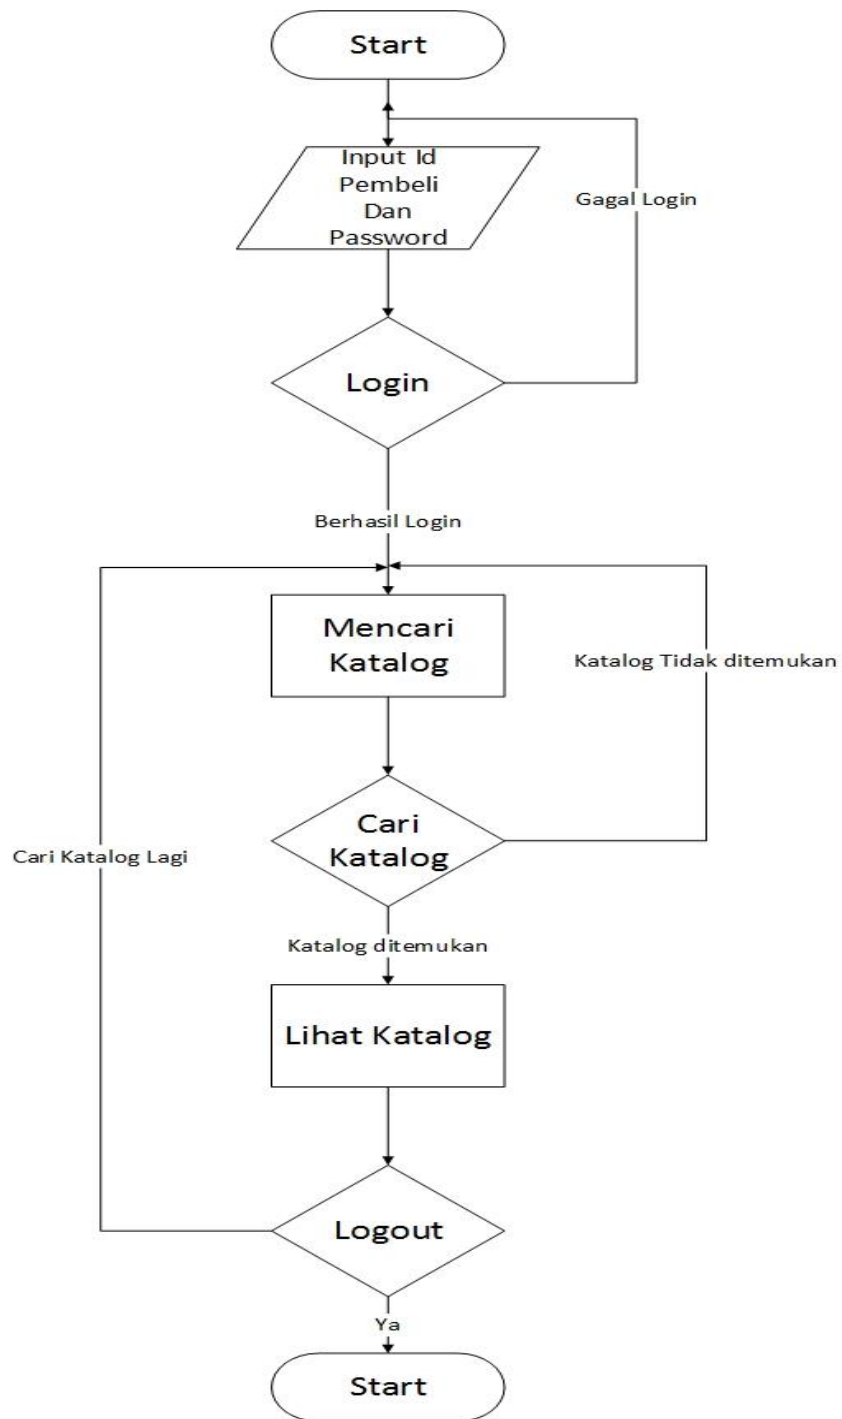 Start
Input Id
Pembeli
Dan
Password
Gagal Login
Login
Berhasil Login
Mencari
Katalog
Katalog Tidak ditemukan
Cari
Katalog
Cari Katalog Lagi
Katalog ditemukan
Lihat Katalog
Logout
Ya
Start